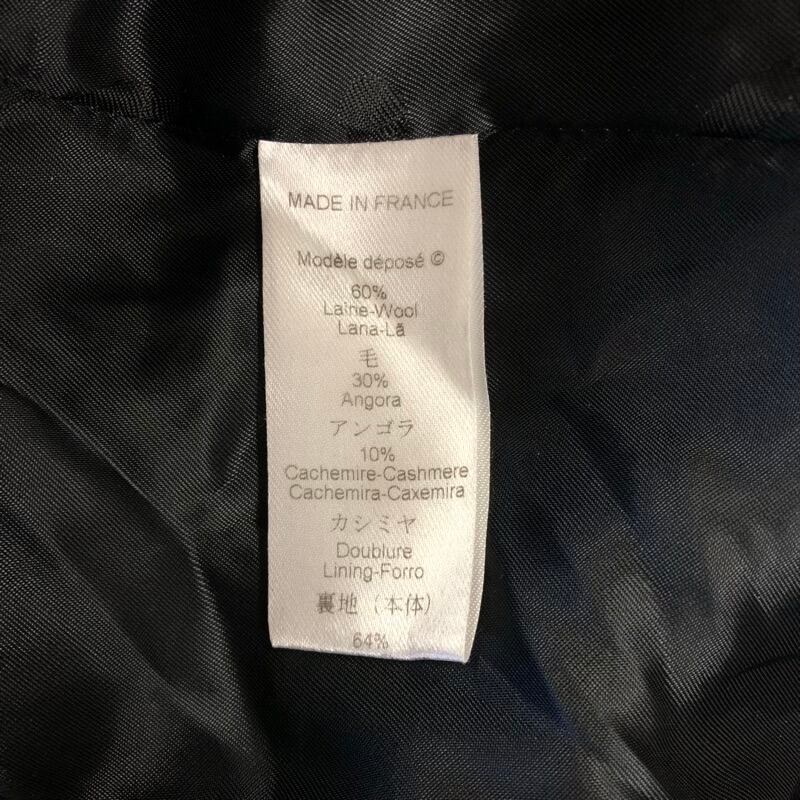 MADE IN FRANCE
Modèle déposé ©
60%
Laine-Wool
Lana-Lã
毛
30%
Angora
アンゴラ
10%
Cachemire-Cashmere
Cachemira-Caxemira
カシミヤ
Doublure
Lining-Forro
裏地（本体）
64%